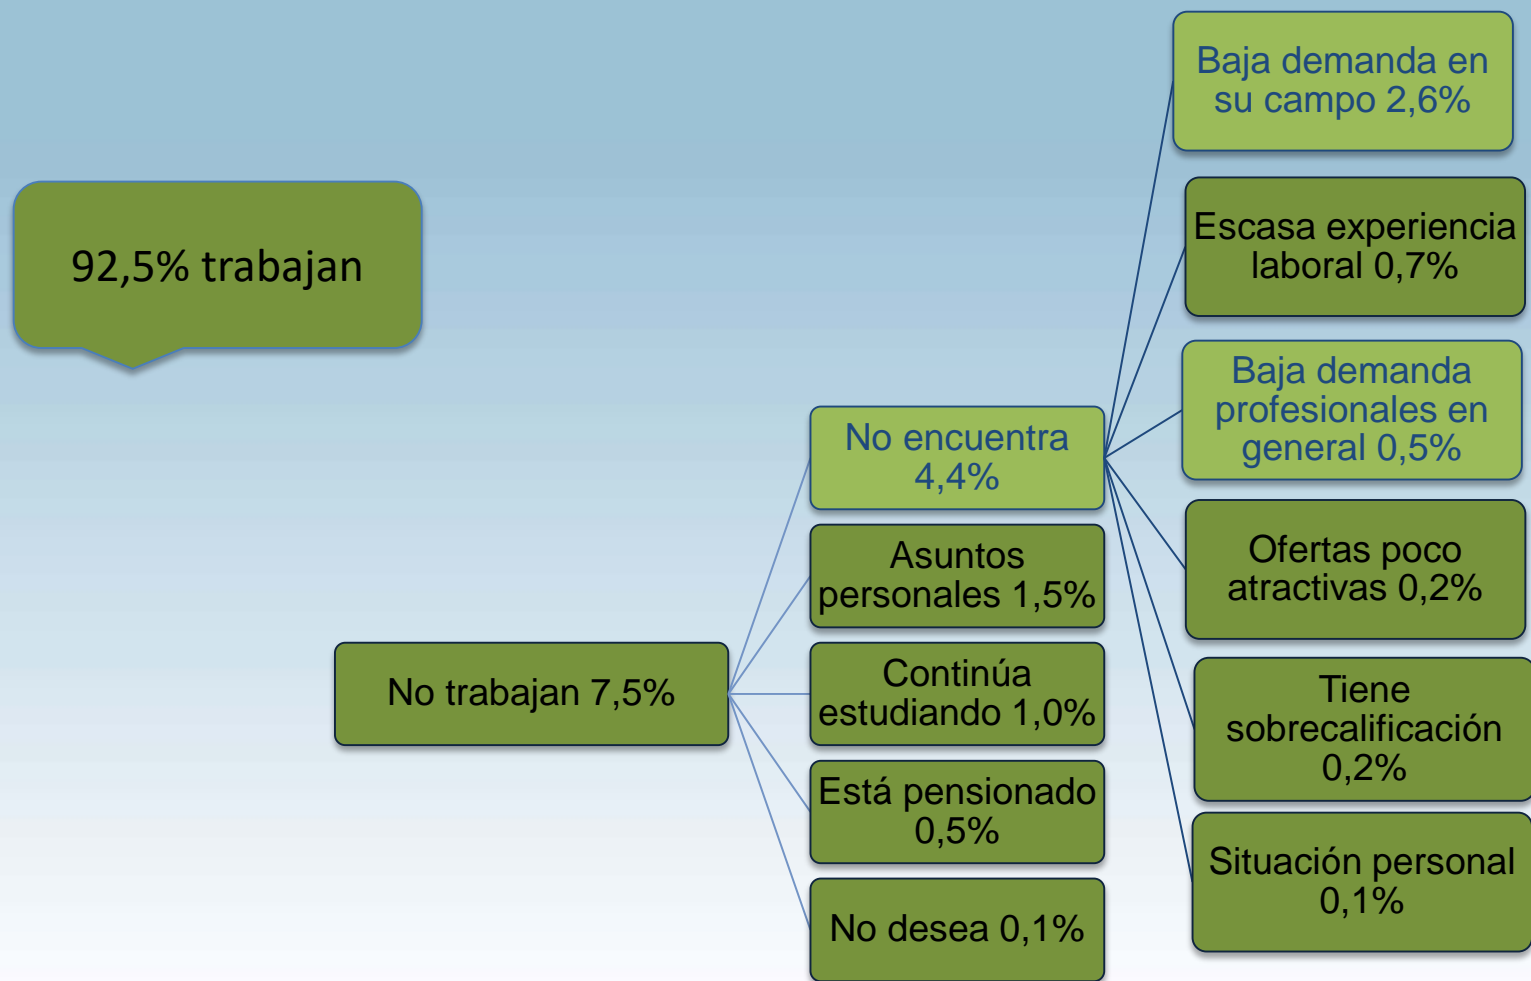 92,5% trabajan
No trabajan 7,5%
No encuentra
4,4%
Asuntos
personales 1,5%
Continúa
estudiando 1,0%
Está pensionado
0,5%
No desea 0,1%
Baja demanda en
su campo 2,6%
Escasa experiencia
laboral 0,7%
Baja demanda
profesionales en
general 0,5%
Ofertas poco
atractivas 0,2%
Tiene
sobrecalificación
0,2%
Situación personal
0,1%